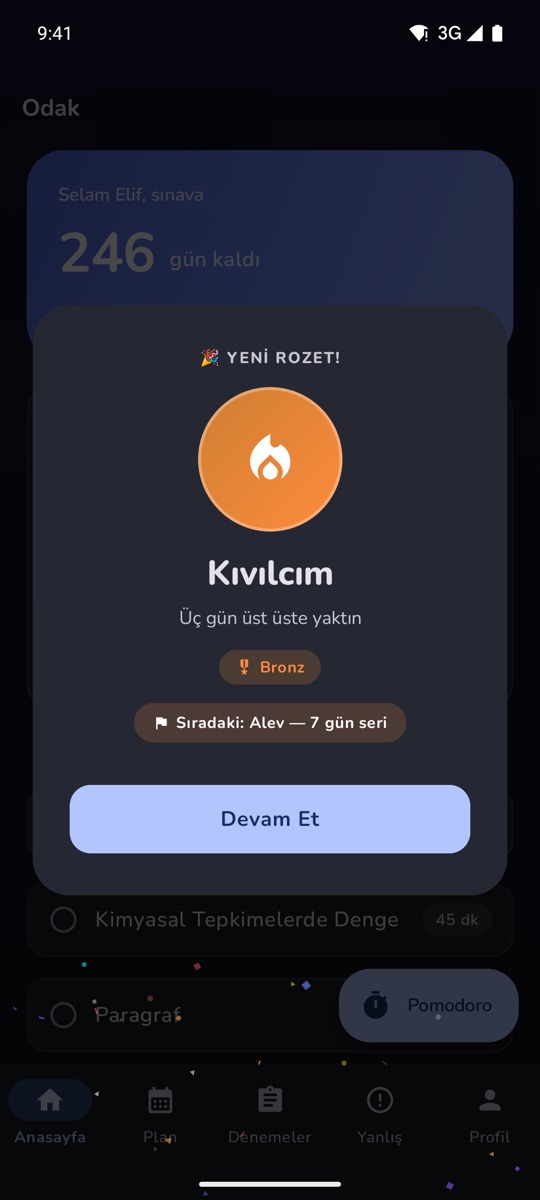 9:41
3G
Odak
Selam Elif, sınava
246 gün kaldı
🎉 YENİ ROZET!
Kıvılcım
Üç gün üst üste yaktın
Bronz
Sıradaki: Alev — 7 gün seri
Devam Et
Kimyasal Tepkimelerde Denge
45 dk
Paragraf
Pomodoro
Anasayfa
Plan
Denemeler
Yanlış
Profil